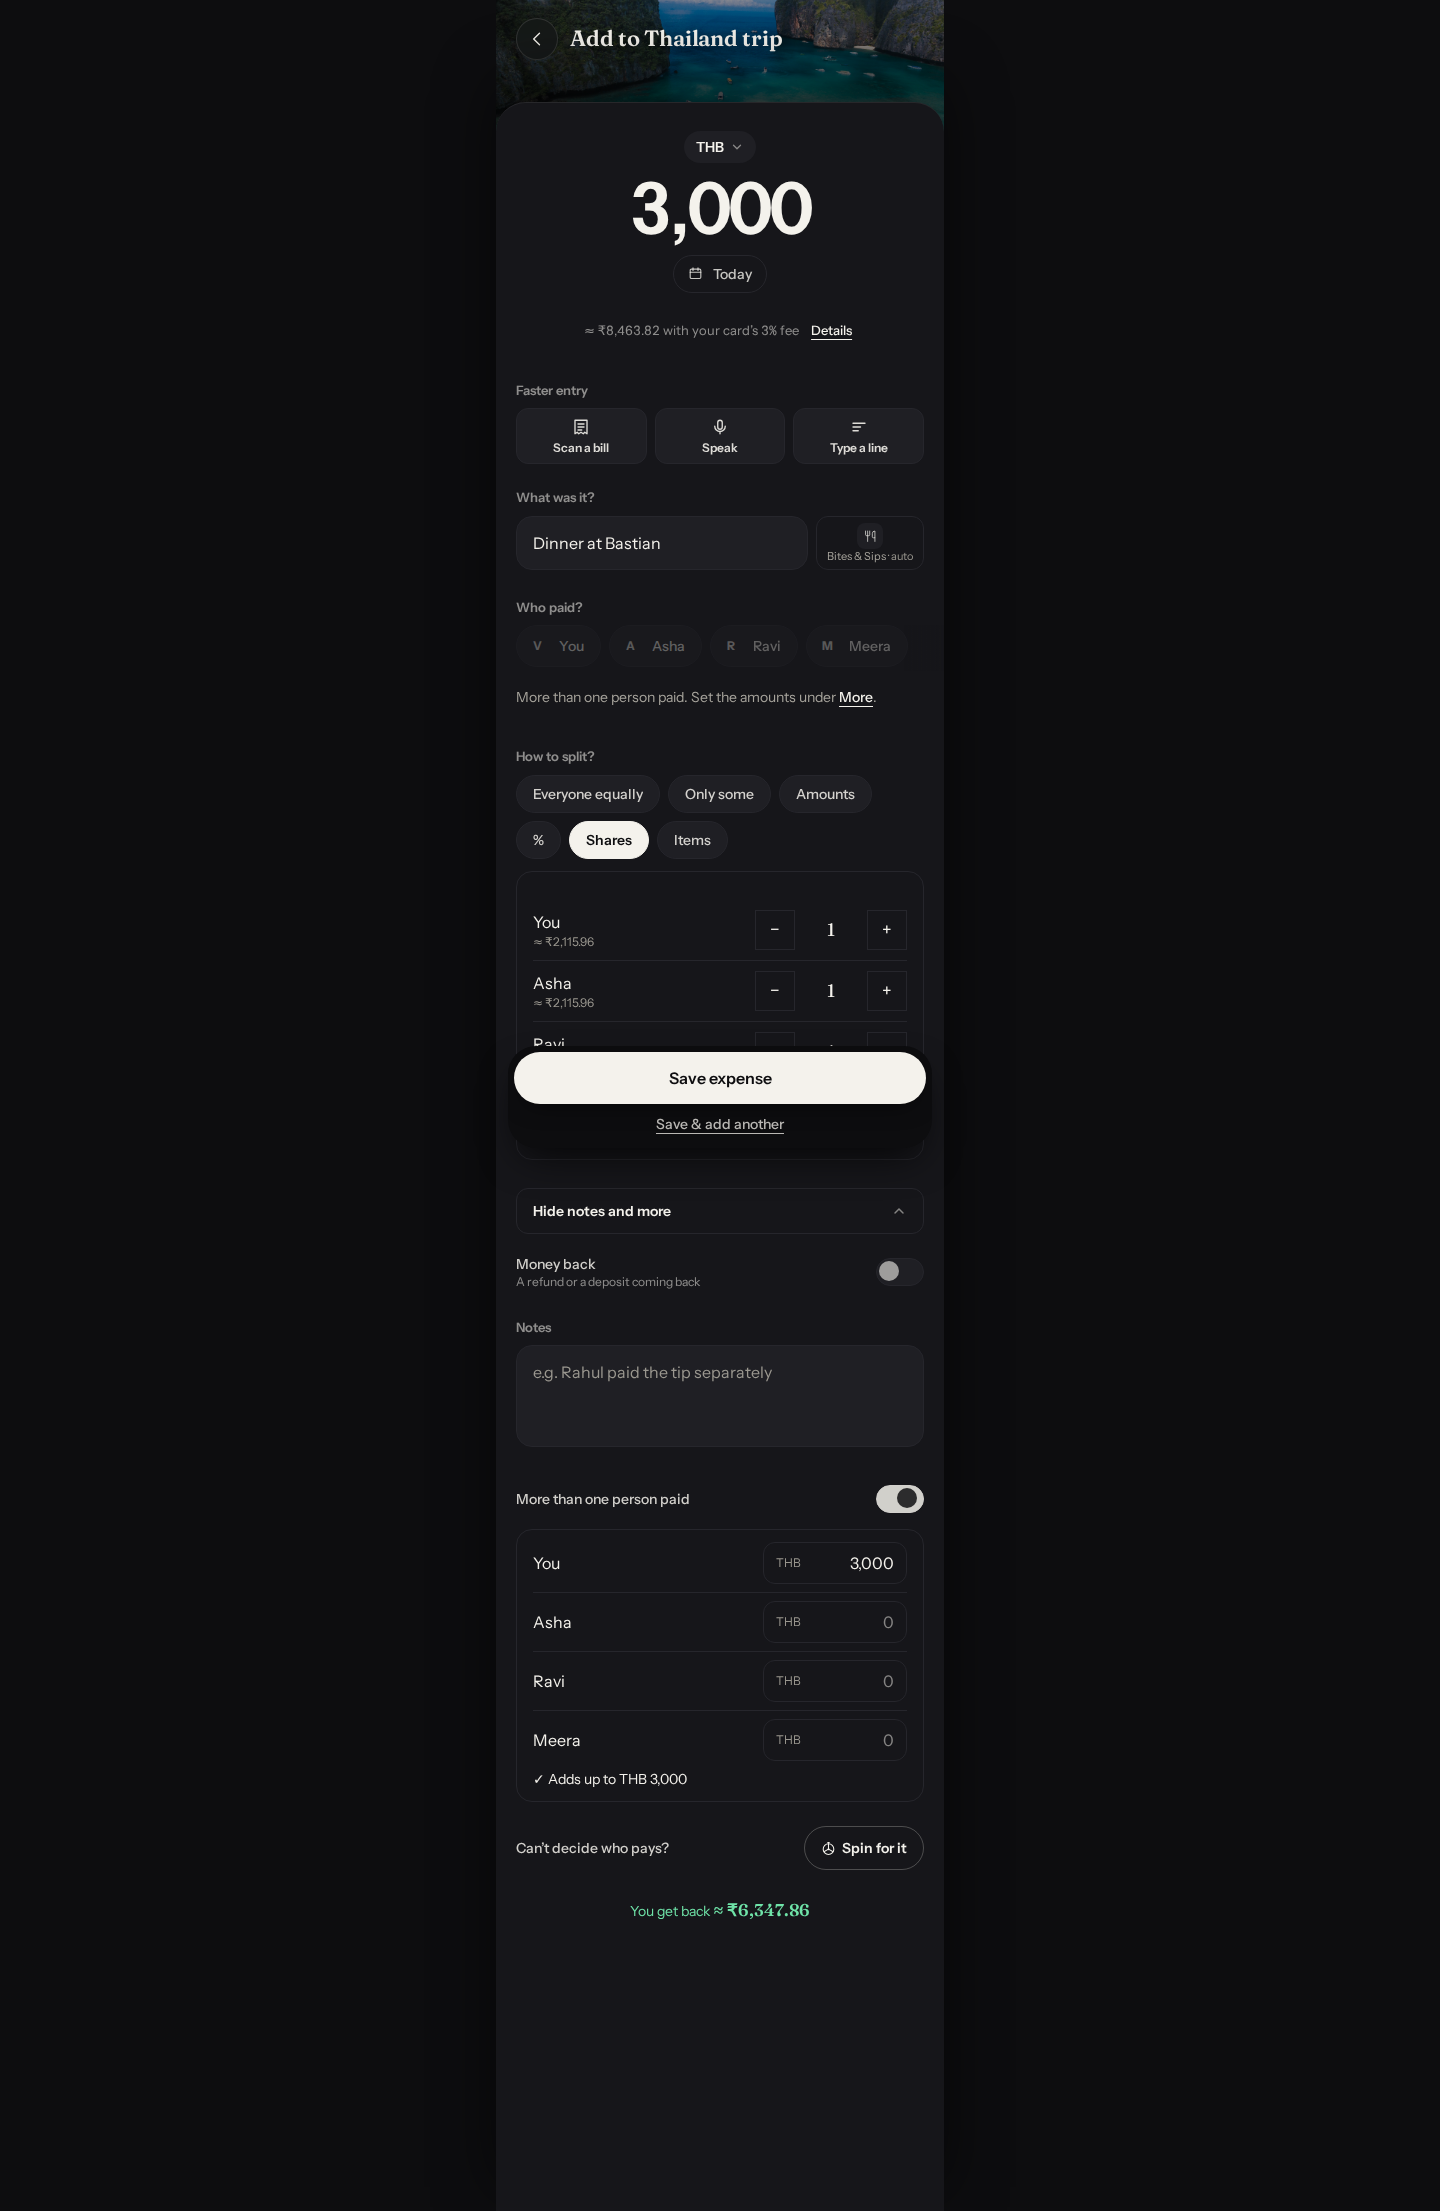 Add to Thailand trip
THB
3,000
Today
≈ ₹8,463.82 with your card's 3% fee Details
Faster entry
Scan a bill Speak Type a line
What was it?
Dinner at Bastian
Bites & Sips · auto
Who paid?
V You A Asha R Ravi M Meera
More than one person paid. Set the amounts under More.
How to split?
Everyone equally Only some Amounts
% Shares Items
You
≈ ₹2,115.96
− 1 +
Asha
≈ ₹2,115.96
− 1 +
Ravi
Save expense
Save & add another
Hide notes and more
Money back
A refund or a deposit coming back
Notes
e.g. Rahul paid the tip separately
More than one person paid
You THB 3,000
Asha THB 0
Ravi THB 0
Meera THB 0
✓ Adds up to THB 3,000
Can't decide who pays? Spin for it
You get back ≈ ₹6,347.86